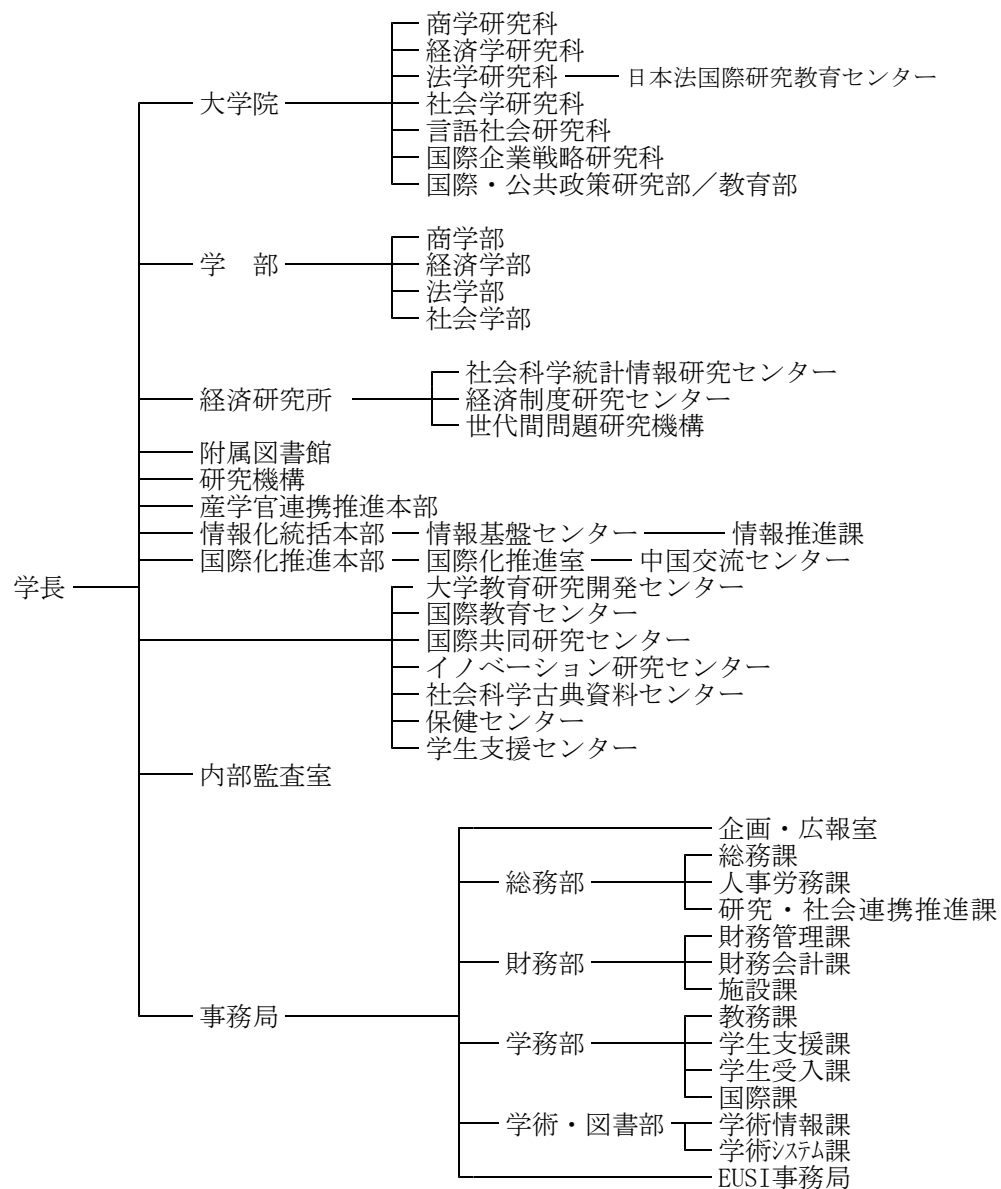 商学研究科
経済学研究科
法学研究科 日本法国際研究教育センター
大学院 社会学研究科
言語社会研究科
国際企業戦略研究科
国際・公共政策研究部／教育部
商学部
学　部 経済学部
法学部
社会学部
社会科学統計情報研究センター
経済研究所 経済制度研究センター
世代間問題研究機構
附属図書館
研究機構
産学官連携推進本部
情報化統括本部 情報基盤センター 情報推進課
国際化推進本部 国際化推進室 中国交流センター
学長 大学教育研究開発センター
国際教育センター
国際共同研究センター
イノベーション研究センター
社会科学古典資料センター
保健センター
学生支援センター
内部監査室
企画・広報室
総務課
総務部 人事労務課
研究・社会連携推進課
財務管理課
財務部 財務会計課
施設課
事務局 教務課
学務部 学生支援課
学生受入課
国際課
学術・図書部 学術情報課
学術ｼｽﾃﾑ課
EUSI事務局